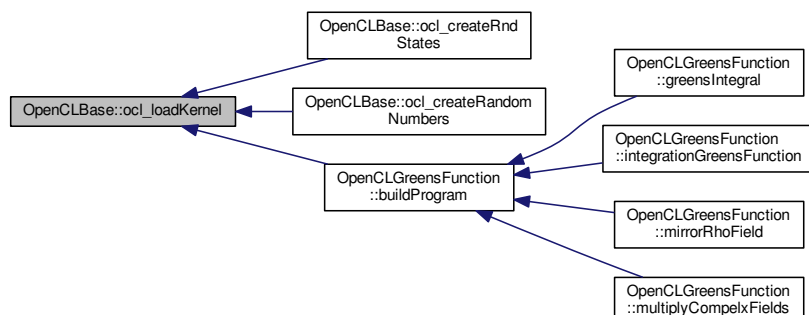 OpenCLBase::ocl_loadKernel
OpenCLBase::ocl_createRnd
States
OpenCLBase::ocl_createRandom
Numbers
OpenCLGreensFunction
::buildProgram
OpenCLGreensFunction
::greensIntegral
OpenCLGreensFunction
::integrationGreensFunction
OpenCLGreensFunction
::mirrorRhoField
OpenCLGreensFunction
::multiplyCompelxFields